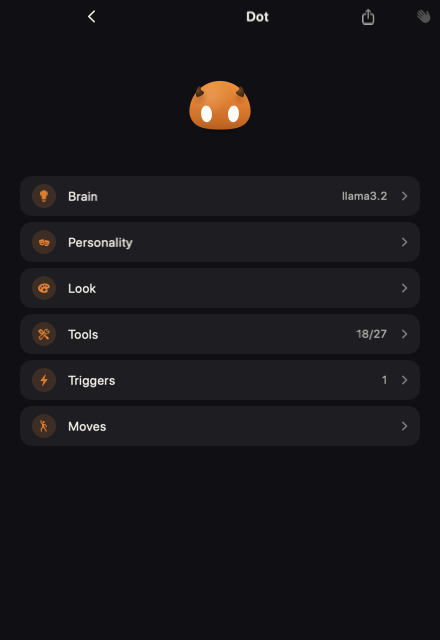 Dot
Brain llama3.2
Personality
Look
Tools 18/27
Triggers 1
Moves